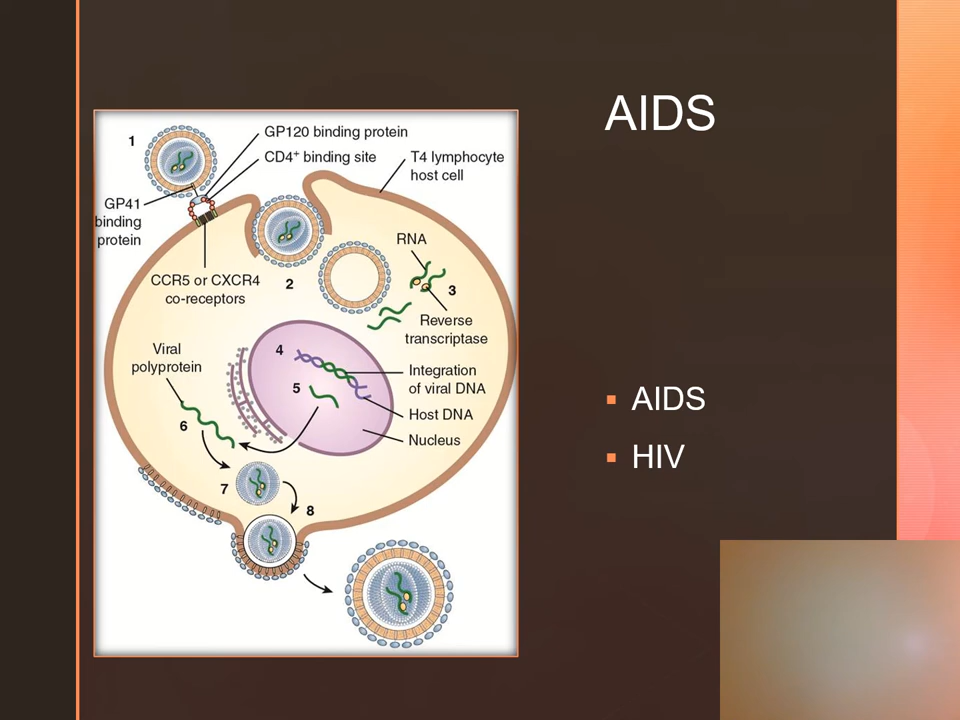 AIDS
1
GP120 binding protein
CD4⁺ binding site
T4 lymphocyte
host cell
GP41
binding
protein
CCR5 or CXCR4
co-receptors
2
RNA
3
Reverse
transcriptase
Viral
polyprotein
4
Integration
of viral DNA
5
Host DNA
Nucleus
6
7
8
AIDS
HIV